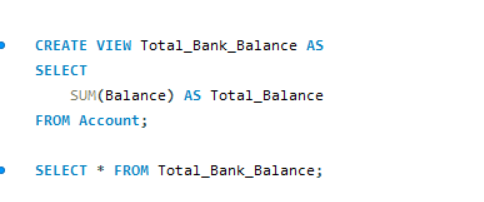 CREATE VIEW Total_Bank_Balance AS
SELECT
    SUM(Balance) AS Total_Balance
FROM Account;
SELECT * FROM Total_Bank_Balance;